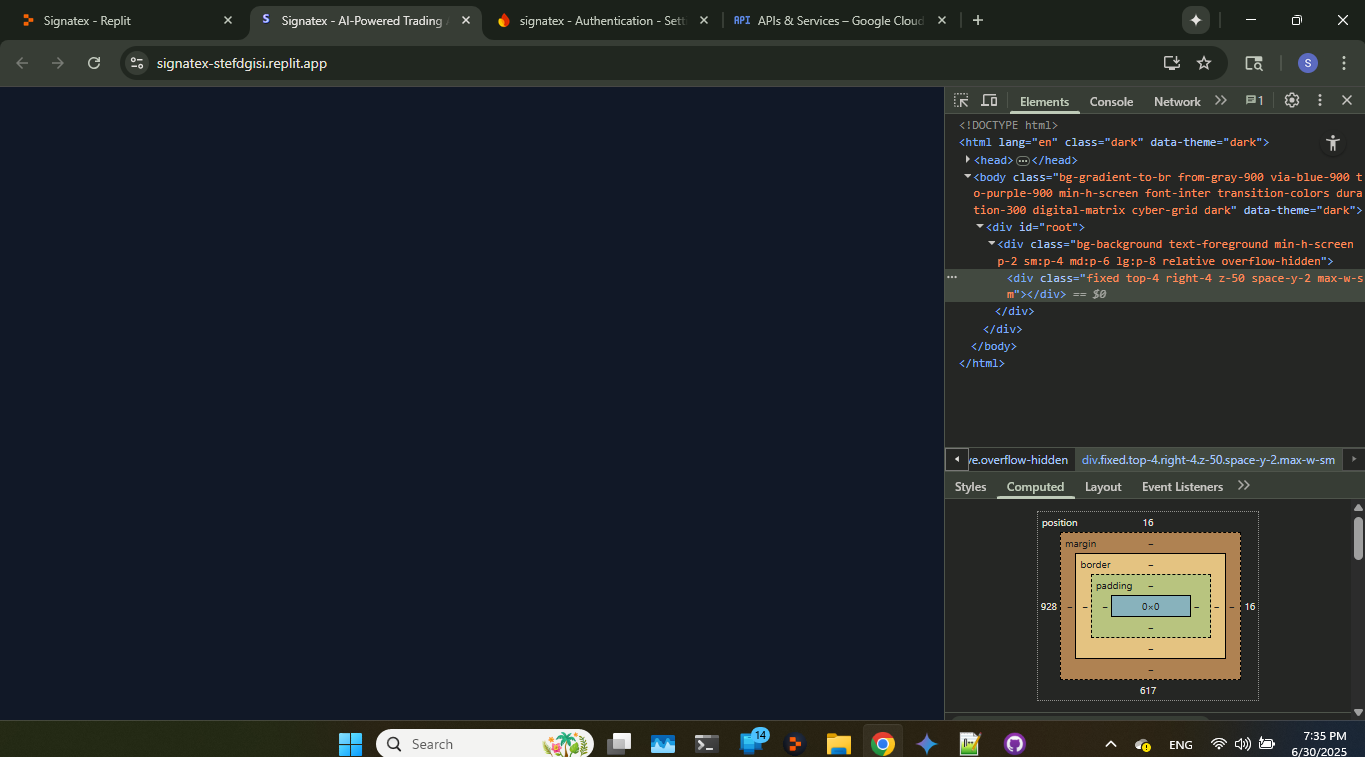 Signatex - Replit
Signatex - AI-Powered Trading A
signatex - Authentication - Sett
API APIs & Services – Google Cloud
signatex-stefdgisi.replit.app
S
Elements Console Network 1
<!DOCTYPE html>
<html lang="en" class="dark" data-theme="dark">
<head> ⋯ </head>
<body class="bg-gradient-to-br from-gray-900 via-blue-900 t
o-purple-900 min-h-screen font-inter transition-colors dura
tion-300 digital-matrix cyber-grid dark" data-theme="dark">
<div id="root">
<div class="bg-background text-foreground min-h-screen
p-2 sm:p-4 md:p-6 lg:p-8 relative overflow-hidden">
<div class="fixed top-4 right-4 z-50 space-y-2 max-w-s
m"></div> == $0
</div>
</div>
</body>
</html>
ve.overflow-hidden div.fixed.top-4.right-4.z-50.space-y-2.max-w-sm
Styles Computed Layout Event Listeners
position 16
margin –
border –
padding –
928 – – – 0×0 – – – 16
–
–
–
617
Search 14 ENG 7:35 PM
6/30/2025